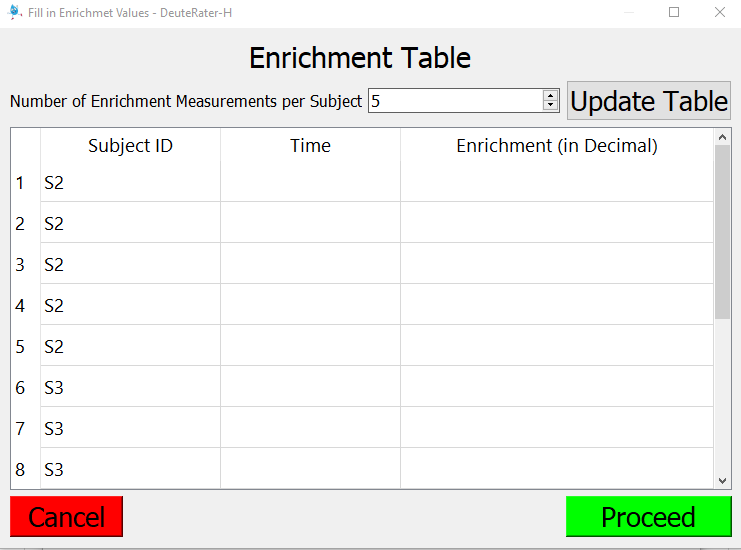 Fill in Enrichmet Values - DeuteRater-H
Enrichment Table
Number of Enrichment Measurements per Subject 5 Update Table
Subject ID Time Enrichment (in Decimal)
1 S2
2 S2
3 S2
4 S2
5 S2
6 S3
7 S3
8 S3
Cancel Proceed